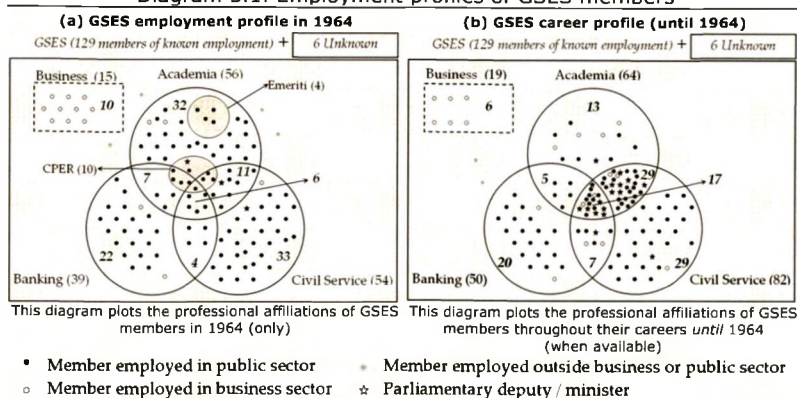 Diagram 3.1: Employment profiles of GSES members
(a) GSES employment profile in 1964
GSES (129 members of known employment) + 6 Unknown
Business (15)
10
Academia (56)
32
Emeriti (4)
CPER (10)
7
11
6
22
4
33
Banking (39)
Civil Service (54)
This diagram plots the professional affiliations of GSES
members in 1964 (only)
(b) GSES career profile (until 1964)
GSES (129 members of known employment) + 6 Unknown
Business (19)
6
Academia (64)
13
5
29
17
20
7
29
Banking (50)
Civil Service (82)
This diagram plots the professional affiliations of GSES
members throughout their careers until 1964
(when available)
Member employed in public sector
Member employed outside business or public sector
Member employed in business sector
Parliamentary deputy / minister